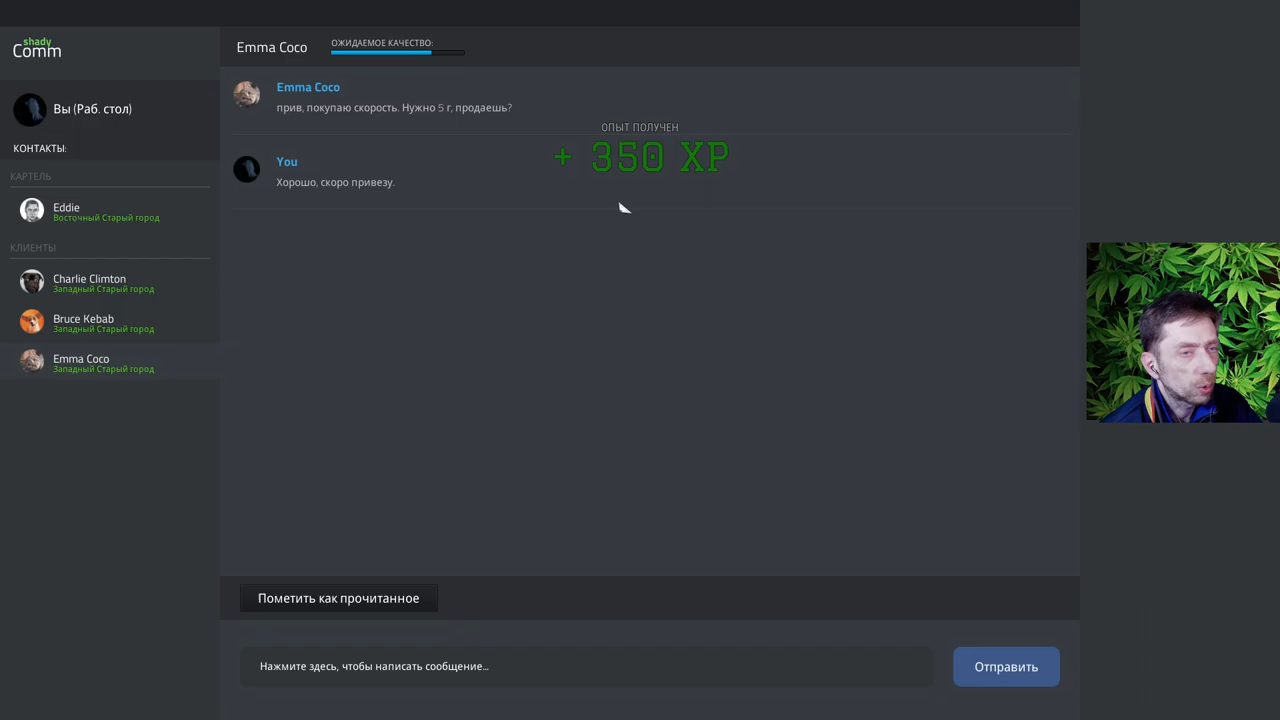 shady
Comm
Вы (Раб. стол)
КОНТАКТЫ:
КАРТЕЛЬ
Eddie
Восточный Старый город
КЛИЕНТЫ
Charlie Climton
Западный Старый город
Bruce Kebab
Западный Старый город
Emma Coco
Западный Старый город
Emma Coco
ОЖИДАЕМОЕ КАЧЕСТВО:
Emma Coco
прив, покупаю скорость. Нужно 5 г, продаешь?
ОПЫТ ПОЛУЧЕН
+ 350 XP
You
Хорошо, скоро привезу.
Пометить как прочитанное
Нажмите здесь, чтобы написать сообщение...
Отправить